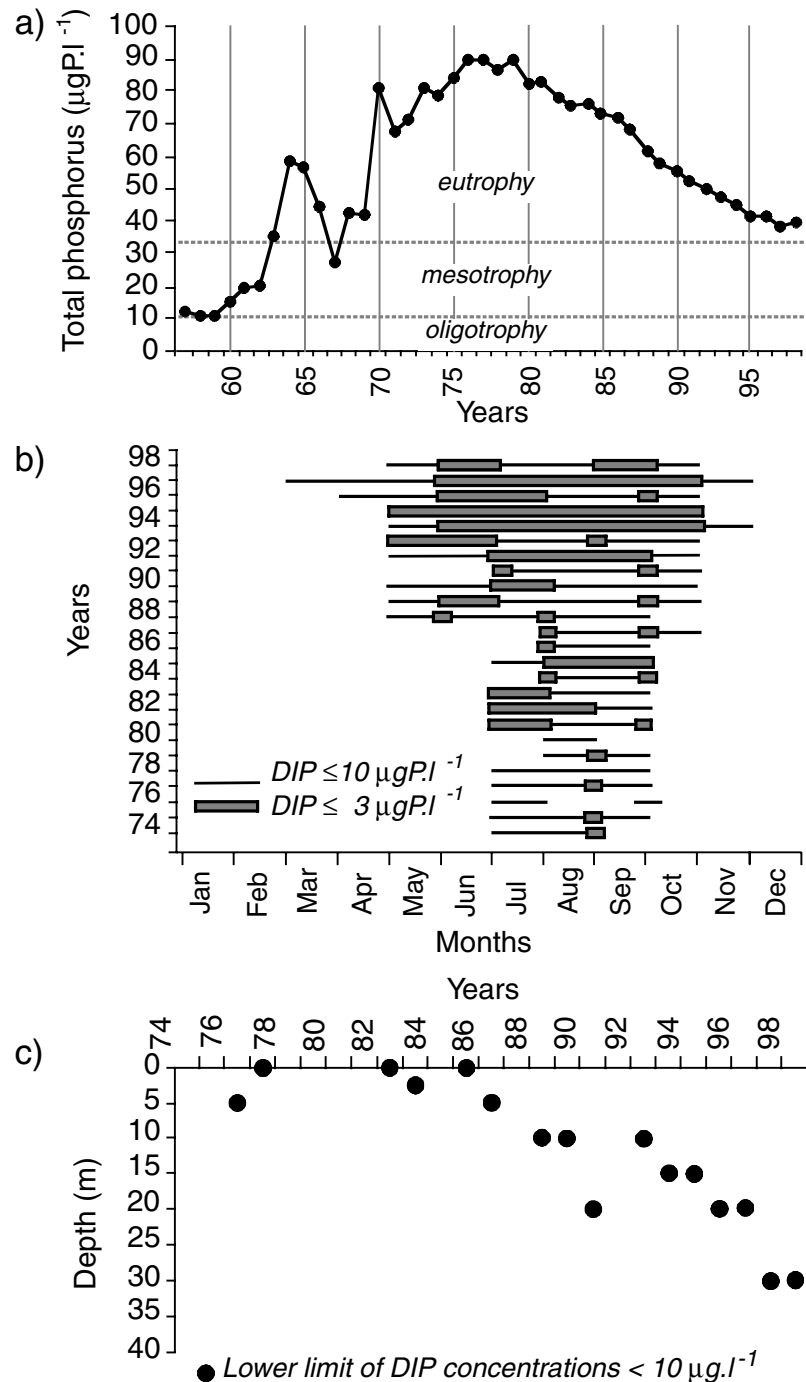 a)
Total phosphorus (µgP.l -1)
100
90
80
70
60
50
40
30
20
10
0
eutrophy
mesotrophy
oligotrophy
60
65
70
75
80
85
90
95
Years
b)
Years
98
96
94
92
90
88
86
84
82
80
78
76
74
DIP ≤10 µgP.l -1
DIP ≤ 3 µgP.l -1
Jan
Feb
Mar
Apr
May
Jun
Jul
Aug
Sep
Oct
Nov
Dec
Months
Years
74
76
78
80
82
84
86
88
90
92
94
96
98
c)
Depth (m)
0
5
10
15
20
25
30
35
40
Lower limit of DIP concentrations < 10 µg.l-1